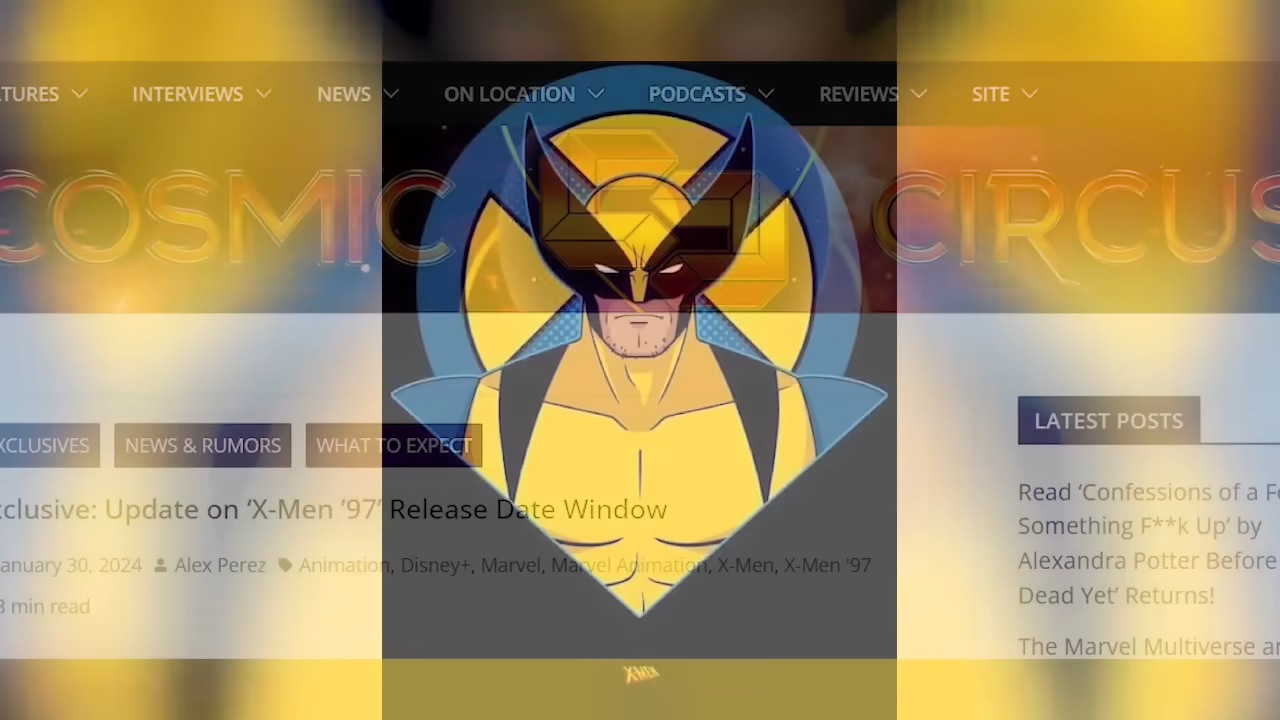 TURES INTERVIEWS NEWS ON LOCATION PODCASTS REVIEWS SITE
COSMIC CIRCUS
XCLUSIVES NEWS & RUMORS WHAT TO EXPECT
LATEST POSTS
xclusive: Update on ‘X-Men ’97’ Release Date Window
Read ‘Confessions of a F
Something F**k Up’ by
Alexandra Potter Before
Dead Yet’ Returns!
anuary 30, 2024 Alex Perez Animation, Disney+, Marvel, Marvel Animation, X-Men, X-Men '97
3 min read
The Marvel Multiverse a
X-MEN